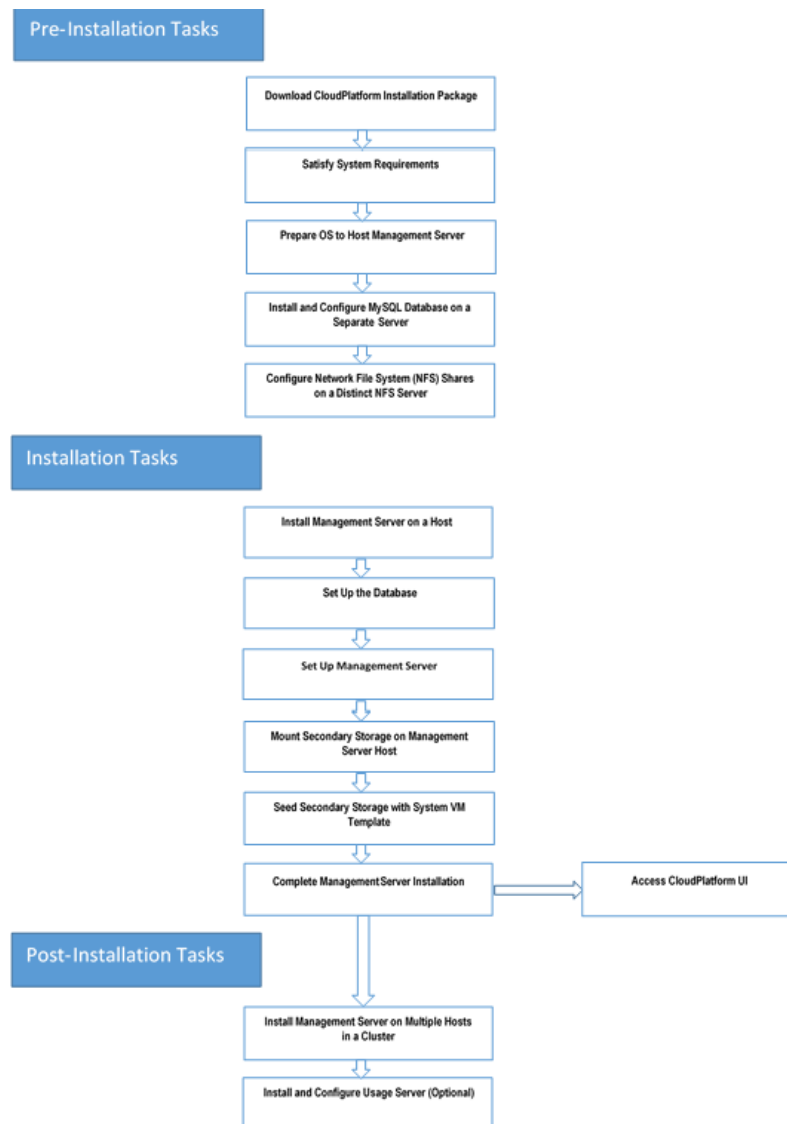 Pre-Installation Tasks
Download CloudPlatform Installation Package
Satisfy System Requirements
Prepare OS to Host Management Server
Install and Configure MySQL Database on a
Separate Server
Configure Network File System (NFS) Shares
on a Distinct NFS Server
Installation Tasks
Install Management Server on a Host
Set Up the Database
Set Up Management Server
Mount Secondary Storage on Management
Server Host
Seed Secondary Storage with System VM
Template
Complete Management Server Installation
Access CloudPlatform UI
Post-Installation Tasks
Install Management Server on Multiple Hosts
in a Cluster
Install and Configure Usage Server (Optional)